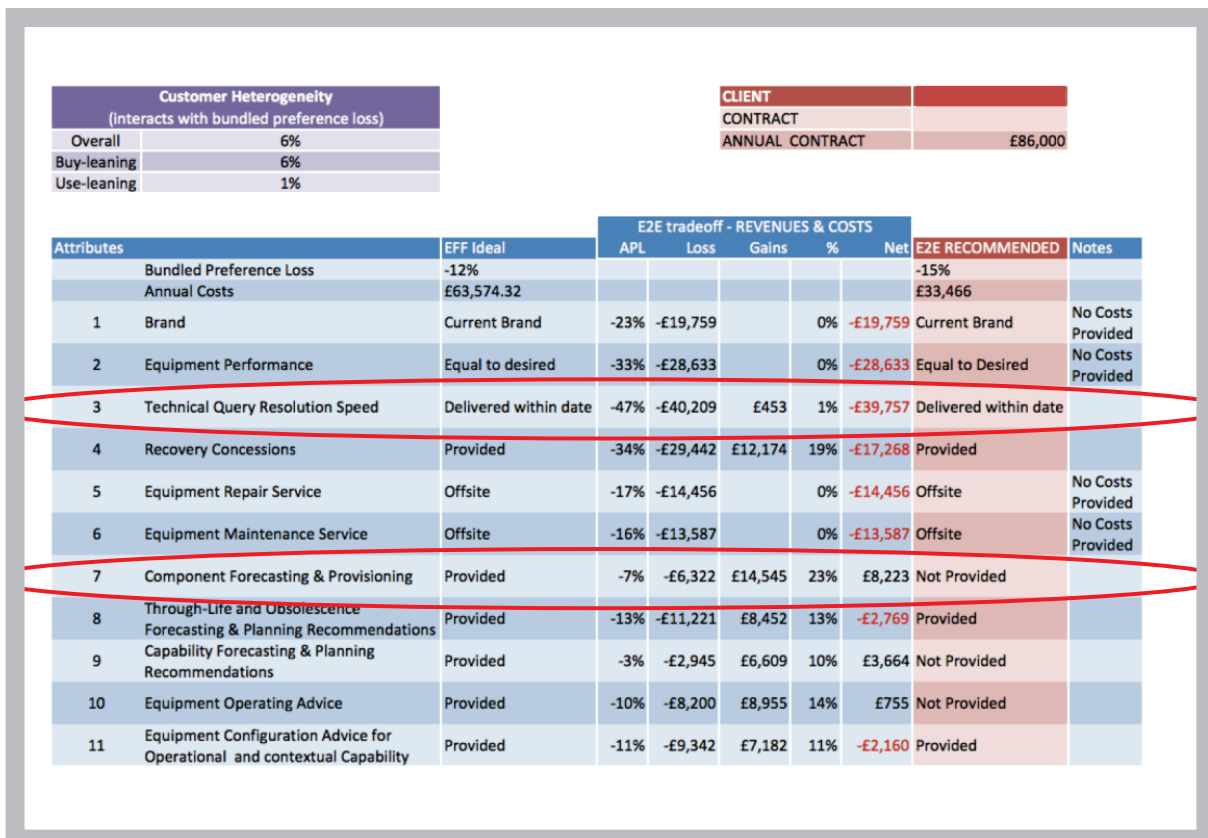 Customer Heterogeneity
(interacts with bundled preference loss)
Overall 6%
Buy-leaning 6%
Use-leaning 1%
CLIENT
CONTRACT
ANNUAL CONTRACT £86,000
E2E tradeoff - REVENUES & COSTS
Attributes EFF Ideal APL Loss Gains % Net E2E RECOMMENDED Notes
Bundled Preference Loss -12% -15%
Annual Costs £63,574.32 £33,466
1 Brand Current Brand -23% -£19,759 0% -£19,759 Current Brand No Costs
Provided
2 Equipment Performance Equal to desired -33% -£28,633 0% -£28,633 Equal to Desired No Costs
Provided
3 Technical Query Resolution Speed Delivered within date -47% -£40,209 £453 1% -£39,757 Delivered within date
4 Recovery Concessions Provided -34% -£29,442 £12,174 19% -£17,268 Provided
5 Equipment Repair Service Offsite -17% -£14,456 0% -£14,456 Offsite No Costs
Provided
6 Equipment Maintenance Service Offsite -16% -£13,587 0% -£13,587 Offsite No Costs
Provided
7 Component Forecasting & Provisioning Provided -7% -£6,322 £14,545 23% £8,223 Not Provided
8 Through-Life and Obsolescence
Forecasting & Planning Recommendations Provided -13% -£11,221 £8,452 13% -£2,769 Provided
9 Capability Forecasting & Planning
Recommendations Provided -3% -£2,945 £6,609 10% £3,664 Not Provided
10 Equipment Operating Advice Provided -10% -£8,200 £8,955 14% £755 Not Provided
11 Equipment Configuration Advice for
Operational and contextual Capability Provided -11% -£9,342 £7,182 11% -£2,160 Provided